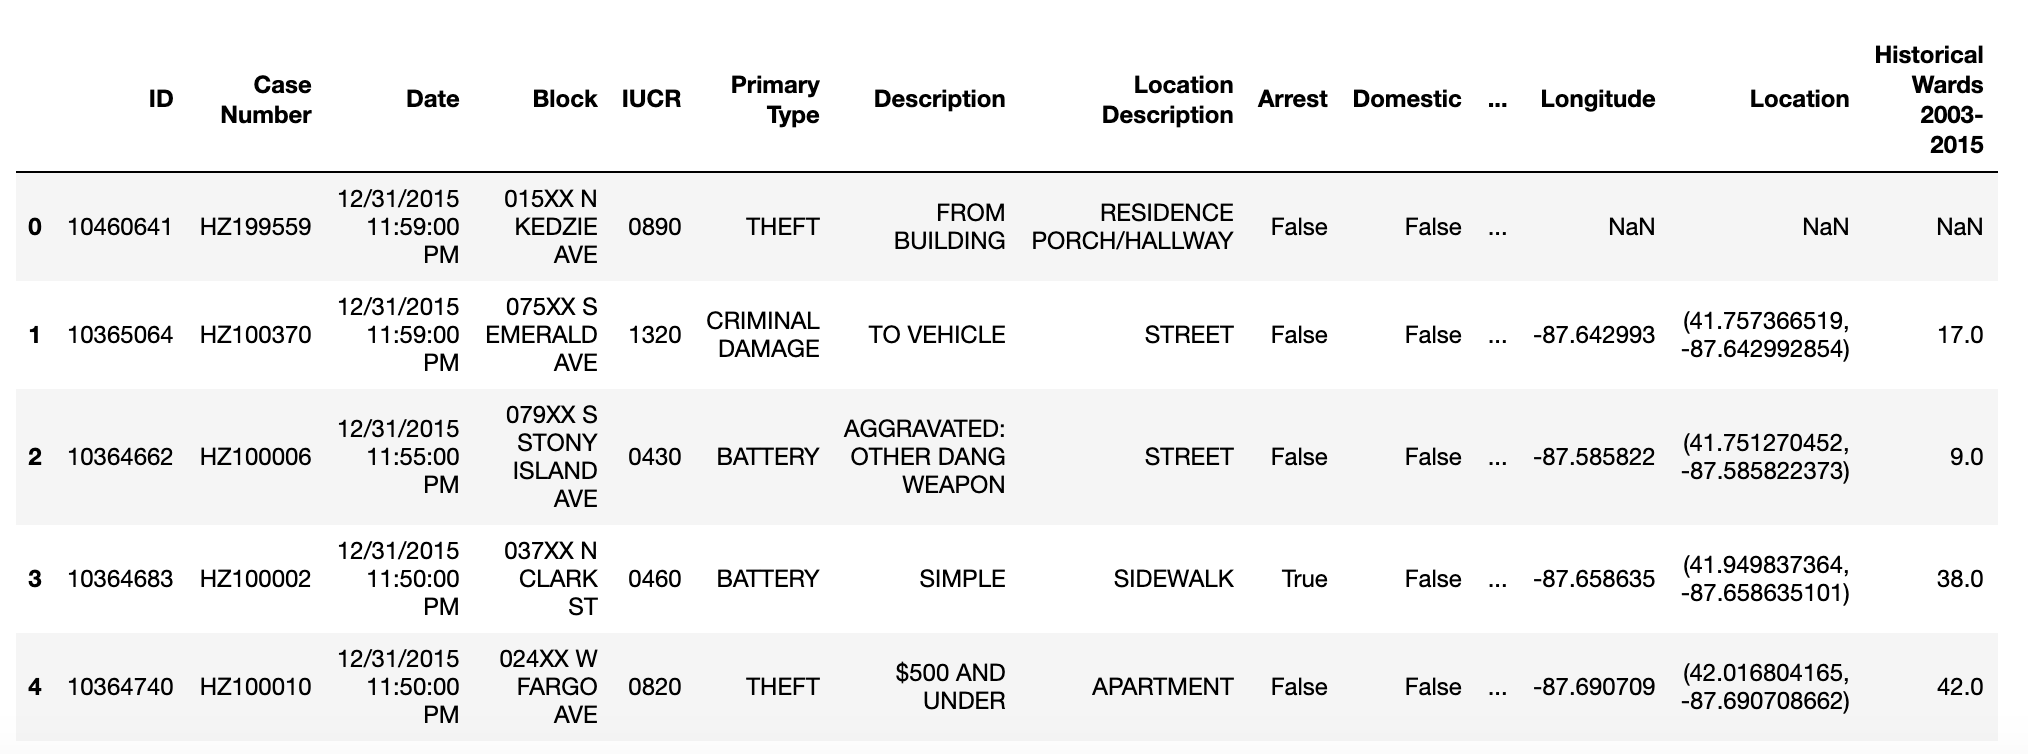 ID Case Number Date Block IUCR Primary Type Description Location Description Arrest Domestic ... Longitude Location Historical Wards 2003-2015
0 10460641 HZ199559 12/31/2015 11:59:00 PM 015XX N KEDZIE AVE 0890 THEFT FROM BUILDING RESIDENCE PORCH/HALLWAY False False ... NaN NaN NaN
1 10365064 HZ100370 12/31/2015 11:59:00 PM 075XX S EMERALD AVE 1320 CRIMINAL DAMAGE TO VEHICLE STREET False False ... -87.642993 (41.757366519, -87.642992854) 17.0
2 10364662 HZ100006 12/31/2015 11:55:00 PM 079XX S STONY ISLAND AVE 0430 BATTERY AGGRAVATED: OTHER DANG WEAPON STREET False False ... -87.585822 (41.751270452, -87.585822373) 9.0
3 10364683 HZ100002 12/31/2015 11:50:00 PM 037XX N CLARK ST 0460 BATTERY SIMPLE SIDEWALK True False ... -87.658635 (41.949837364, -87.658635101) 38.0
4 10364740 HZ100010 12/31/2015 11:50:00 PM 024XX W FARGO AVE 0820 THEFT $500 AND UNDER APARTMENT False False ... -87.690709 (42.016804165, -87.690708662) 42.0